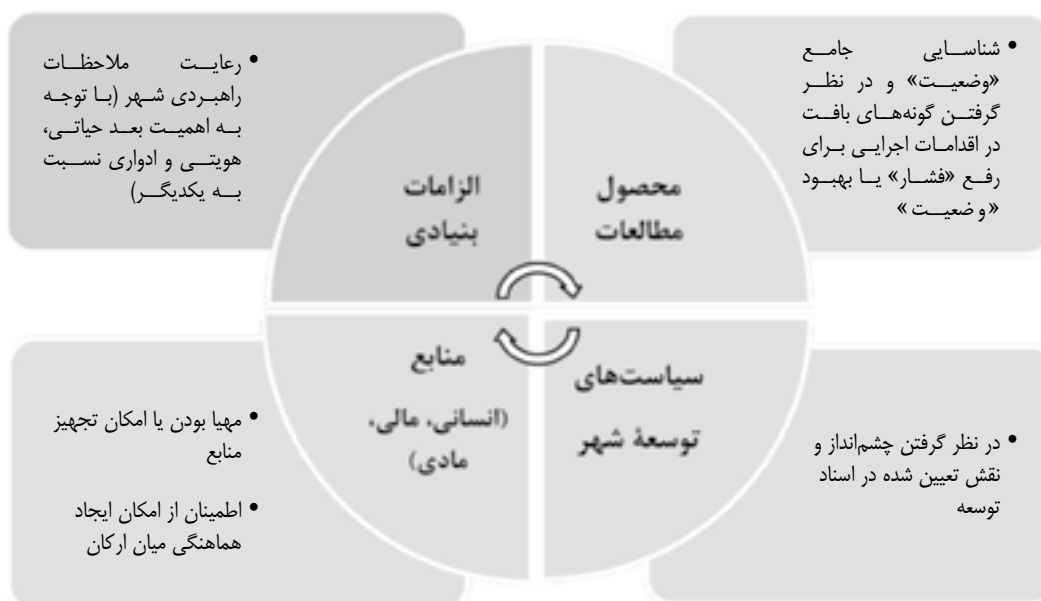 • شناسایی جامع
«وضعیت» و در نظر
گرفتن گونه‌های بافت
در اقدامات اجرایی برای
رفع «فشار» یا بهبود
«وضعیت»
محصول
مطالعات
• رعایت ملاحظات
راهبردی شهر (با توجه
به اهمیت بعد حیاتی،
هویتی و ادواری نسبت
به یکدیگر)
الزامات
بنیادی
سیاست‌های
توسعهٔ شهر
• در نظر گرفتن چشم‌انداز و
نقش تعیین شده در اسناد
توسعه
منابع
(انسانی، مالی،
مادی)
• مهیا بودن یا امکان تجهیز
منابع
• اطمینان از امکان ایجاد
هماهنگی میان ارکان